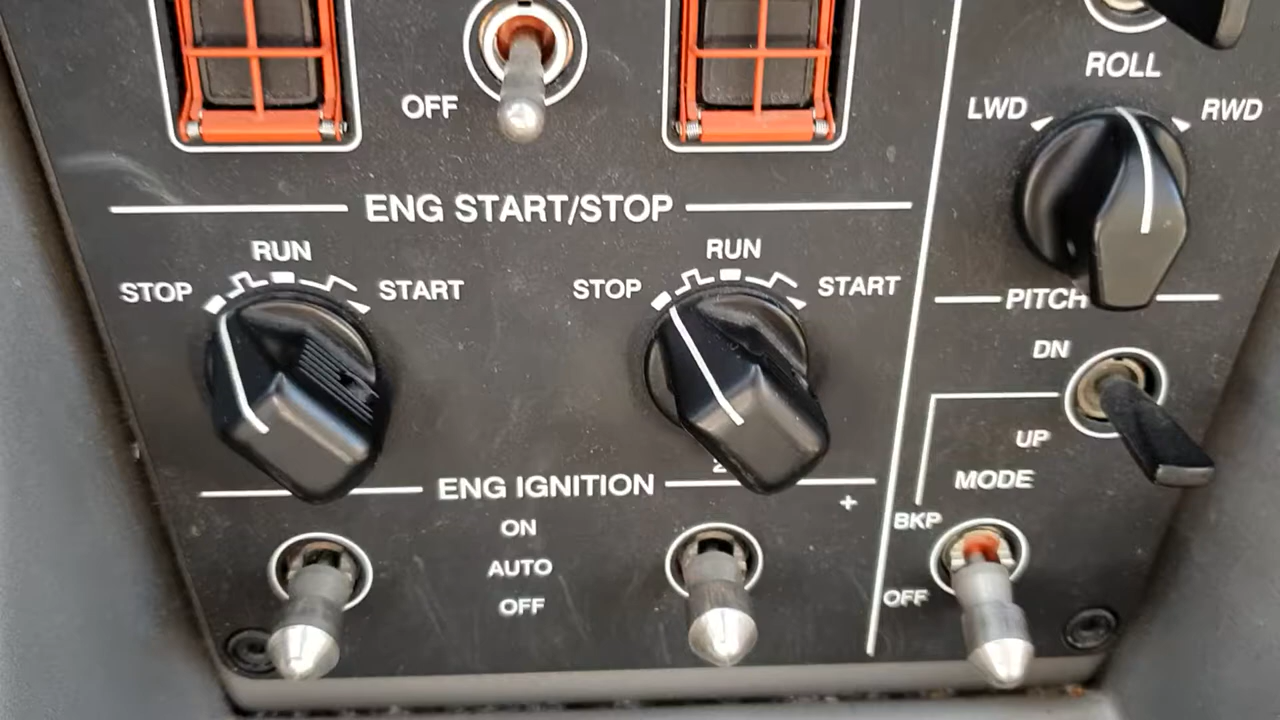 OFF
ROLL
LWD RWD
ENG START/STOP
RUN RUN
STOP START STOP START
PITCH
DN
UP
MODE
2
ENG IGNITION
+
BKP
ON
AUTO
OFF
OFF